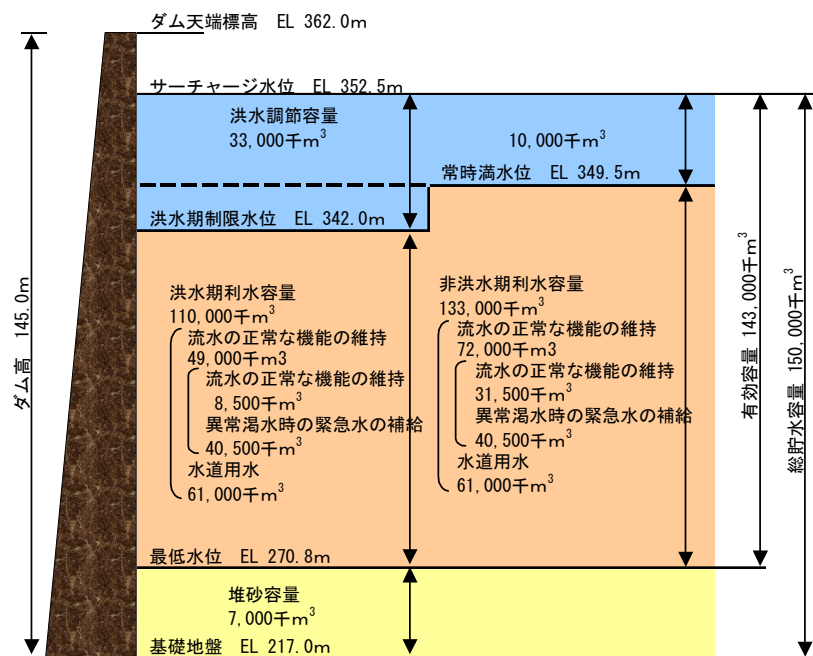 ダム天端標高 EL 362.0m
サーチャージ水位 EL 352.5m
洪水調節容量
33,000千m³
10,000千m³
常時満水位 EL 349.5m
洪水期制限水位 EL 342.0m
洪水期利水容量
110,000千m³
流水の正常な機能の維持
49,000千m3
流水の正常な機能の維持
8,500千m³
異常渇水時の緊急水の補給
40,500千m³
水道用水
61,000千m³
非洪水期利水容量
133,000千m³
流水の正常な機能の維持
72,000千m3
流水の正常な機能の維持
31,500千m³
異常渇水時の緊急水の補給
40,500千m³
水道用水
61,000千m³
最低水位 EL 270.8m
堆砂容量
7,000千m³
基礎地盤 EL 217.0m
ダム高 145.0m
有効容量 143,000千m³
総貯水容量 150,000千m³